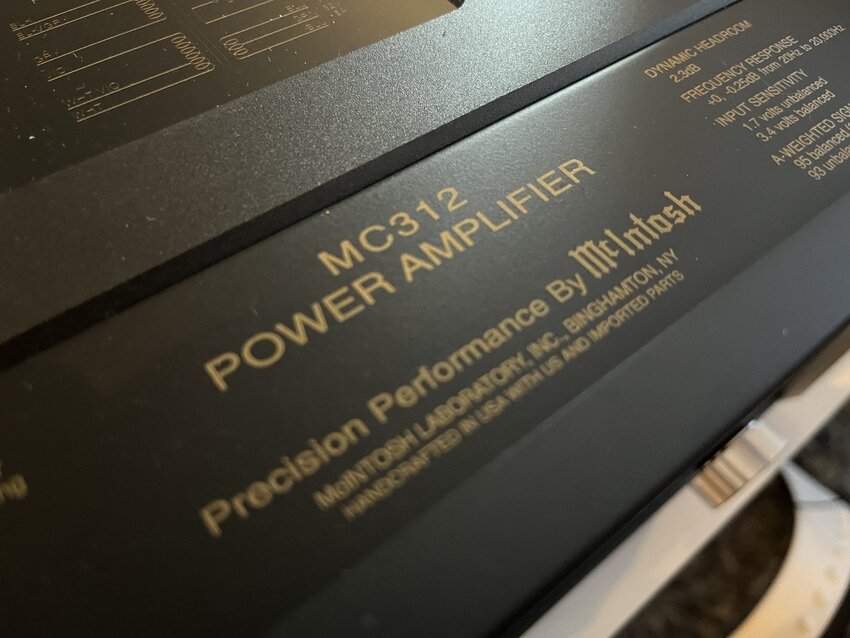 MC312
POWER AMPLIFIER
Precision Performance By McIntosh
McINTOSH LABORATORY, INC., BINGHAMTON, NY
HANDCRAFTED IN USA WITH US AND IMPORTED PARTS
DYNAMIC HEADROOM
2.3dB
FREQUENCY RESPONSE
+0, -0.25dB from 20Hz to 20,000Hz
INPUT SENSITIVITY
1.7 volts unbalanced
3.4 volts balanced
A-WEIGHTED
95 balanced
93